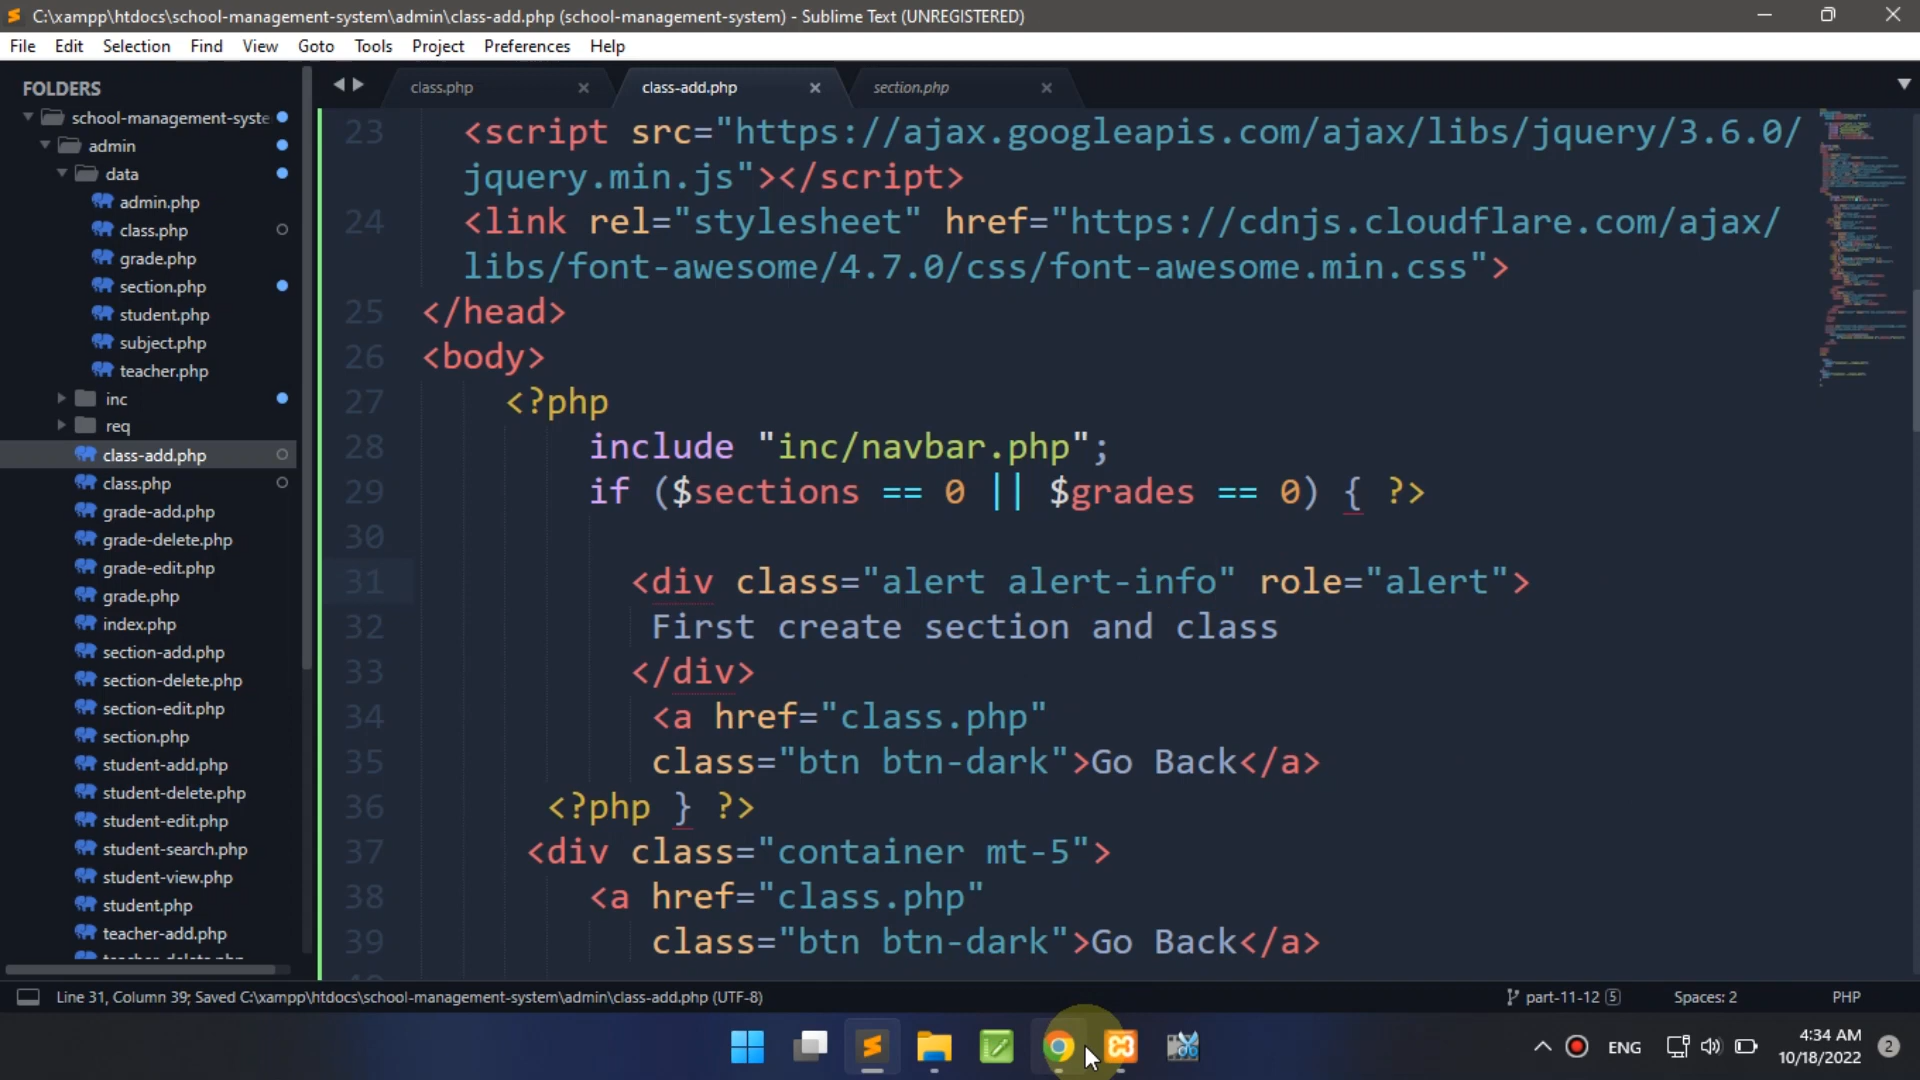 C:\xampp\htdocs\school-management-system\admin\class-add.php (school-management-system) - Sublime Text (UNREGISTERED)
File Edit Selection Find View Goto Tools Project Preferences Help
FOLDERS
school-management-syste
admin
data
admin.php
class.php
grade.php
section.php
student.php
subject.php
teacher.php
inc
req
class-add.php
class.php
grade-add.php
grade-delete.php
grade-edit.php
grade.php
index.php
section-add.php
section-delete.php
section-edit.php
section.php
student-add.php
student-delete.php
student-edit.php
student-search.php
student-view.php
student.php
teacher-add.php
class.php class-add.php section.php
23 <script src="https://ajax.googleapis.com/ajax/libs/jquery/3.6.0/
jquery.min.js"></script>
24 <link rel="stylesheet" href="https://cdnjs.cloudflare.com/ajax/
libs/font-awesome/4.7.0/css/font-awesome.min.css">
25 </head>
26 <body>
27 <?php
28 include "inc/navbar.php";
29 if ($sections == 0 || $grades == 0) { ?>
30
31 <div class="alert alert-info" role="alert">
32 First create section and class
33 </div>
34 <a href="class.php"
35 class="btn btn-dark">Go Back</a>
36 <?php } ?>
37 <div class="container mt-5">
38 <a href="class.php"
39 class="btn btn-dark">Go Back</a>
Line 31, Column 39; Saved C:\xampp\htdocs\school-management-system\admin\class-add.php (UTF-8)
part-11-12 5
Spaces: 2
PHP
ENG
4:34 AM
10/18/2022
2